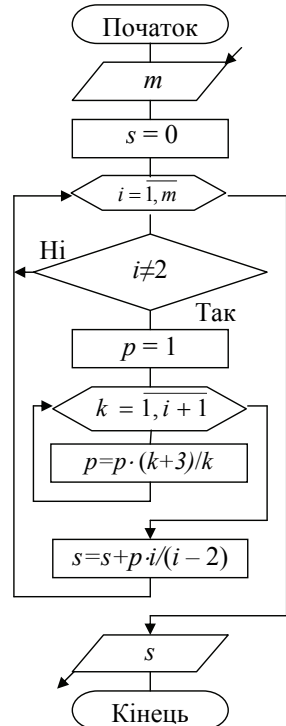 Початок
m
s = 0
i = 1, m
Ні
i≠2
Так
p = 1
k = 1, i + 1
p=p· (k+3)/k
s=s+p·i/(i – 2)
s
Кінець